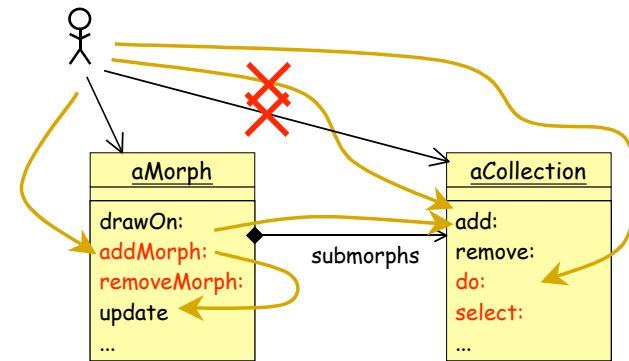 aMorph
drawOn:
addMorph:
removeMorph:
update
...
submorphs
aCollection
add:
remove:
do:
select:
...